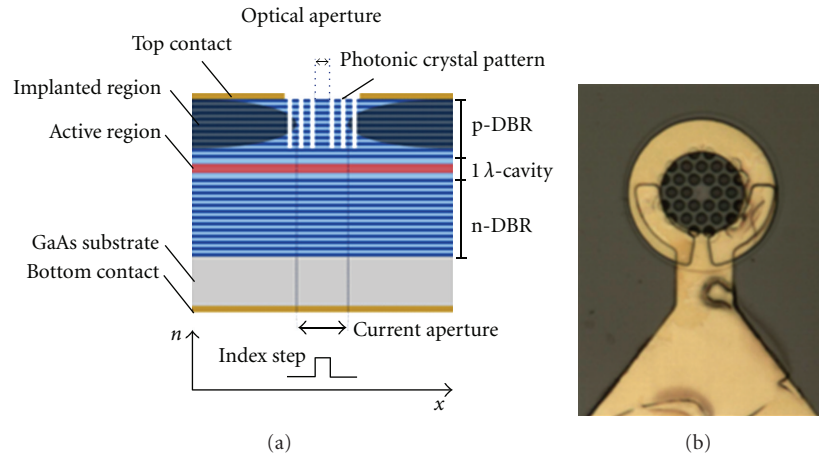 Optical aperture
Top contact
Photonic crystal pattern
Implanted region
Active region
p-DBR
1 λ-cavity
n-DBR
GaAs substrate
Bottom contact
Current aperture
n
Index step
x
(a)
(b)